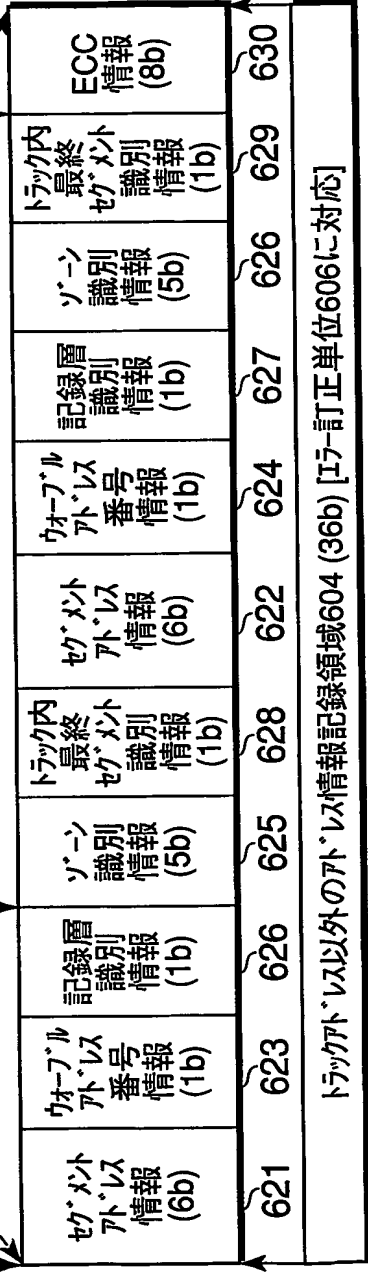 セグメント
アドレス
情報
(6b)
621
ウォーブル
アドレス
番号
情報
(1b)
623
記録層
識別
情報
(1b)
626
ゾーン
識別
情報
(5b)
625
トラック内
最終
セグメント
識別
情報
(1b)
628
セグメント
アドレス
情報
(6b)
622
ウォーブル
アドレス
番号
情報
(1b)
624
記録層
識別
情報
(1b)
627
ゾーン
識別
情報
(5b)
626
トラック内
最終
セグメント
識別
情報
(1b)
629
ECC
情報
(8b)
630
トラックアドレス以外のアドレス情報記録領域604 (36b) [エラー訂正単位606に対応]